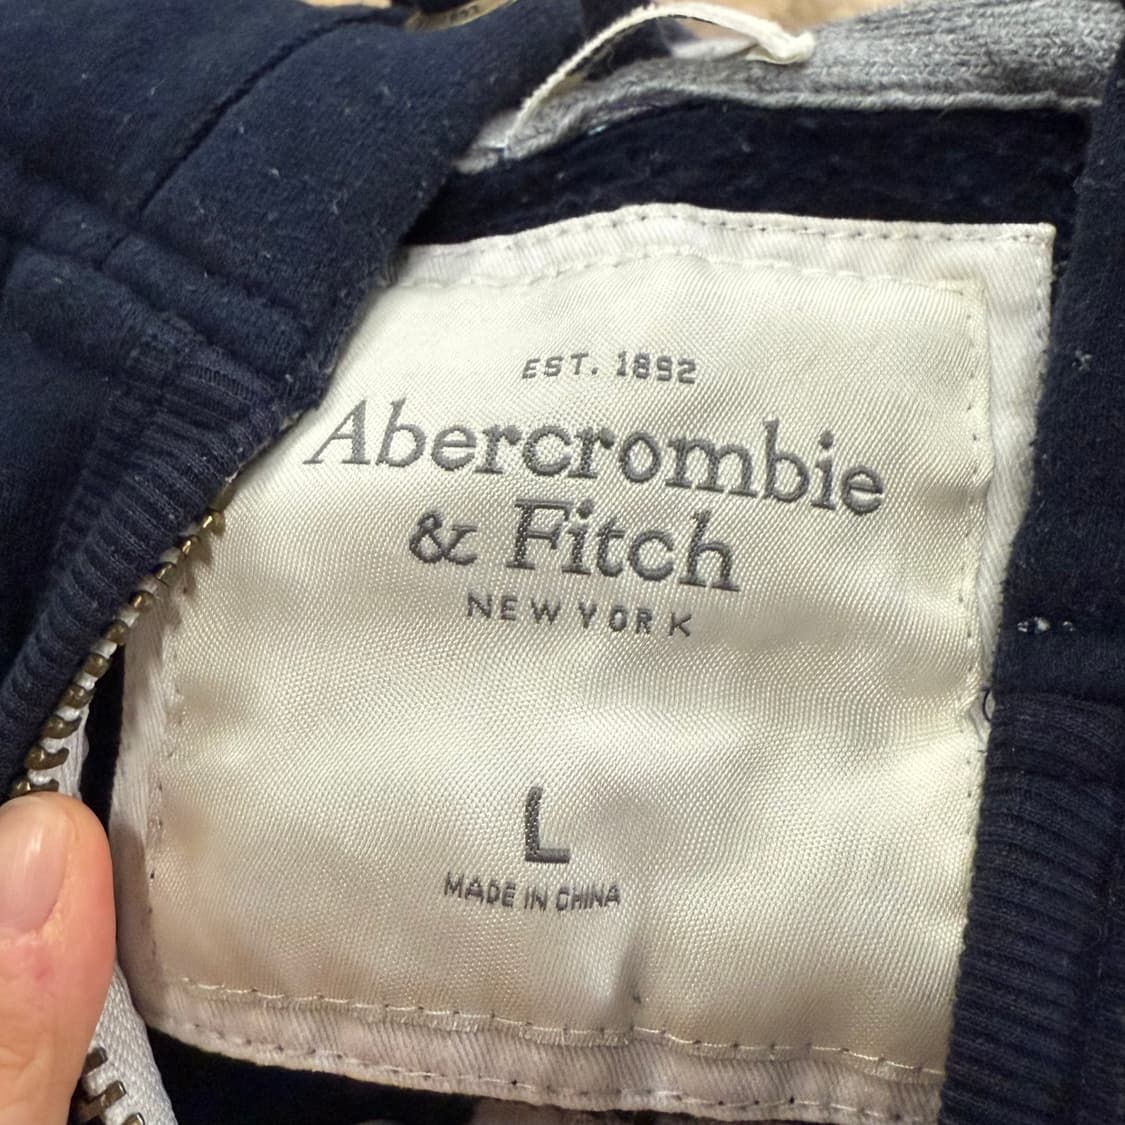 EST. 1892
Abercrombie
& Fitch
NEW YORK
L
MADE IN CHINA